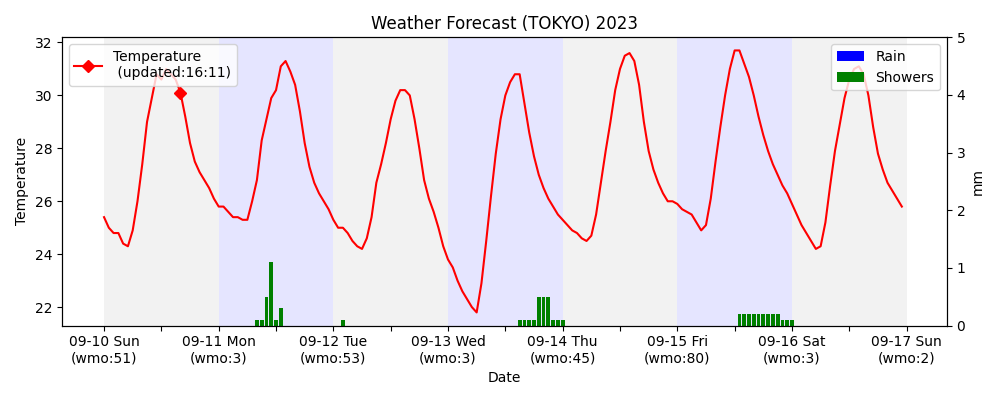 Weather Forecast (TOKYO) 2023
Temperature
(updated:16:11)
Rain
Showers
Temperature
32
30
28
26
24
22
5
4
3
2
1
0
mm
09-10 Sun
(wmo:51)
09-11 Mon
(wmo:3)
09-12 Tue
(wmo:53)
09-13 Wed
(wmo:3)
09-14 Thu
(wmo:45)
09-15 Fri
(wmo:80)
09-16 Sat
(wmo:3)
09-17 Sun
(wmo:2)
Date